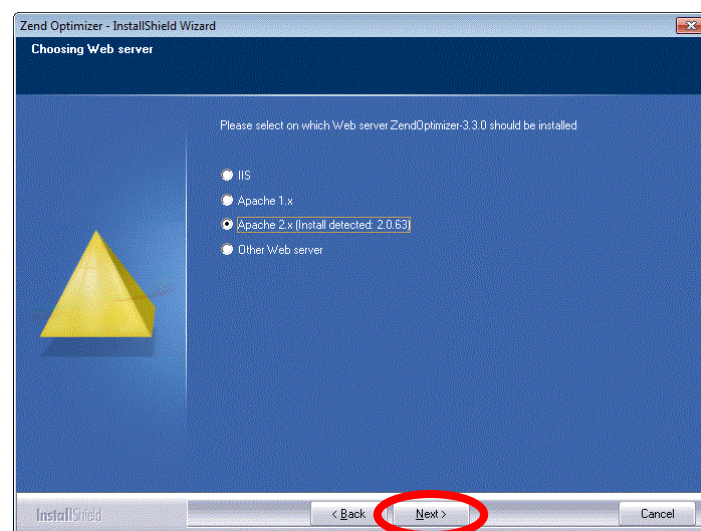 Zend Optimizer - InstallShield Wizard
Choosing Web server
Please select on which Web server ZendOptimizer-3.3.0 should be installed
IIS
Apache 1.x
Apache 2.x (Install detected: 2.0.63)
Other Web server
InstallShield
< Back
Next >
Cancel